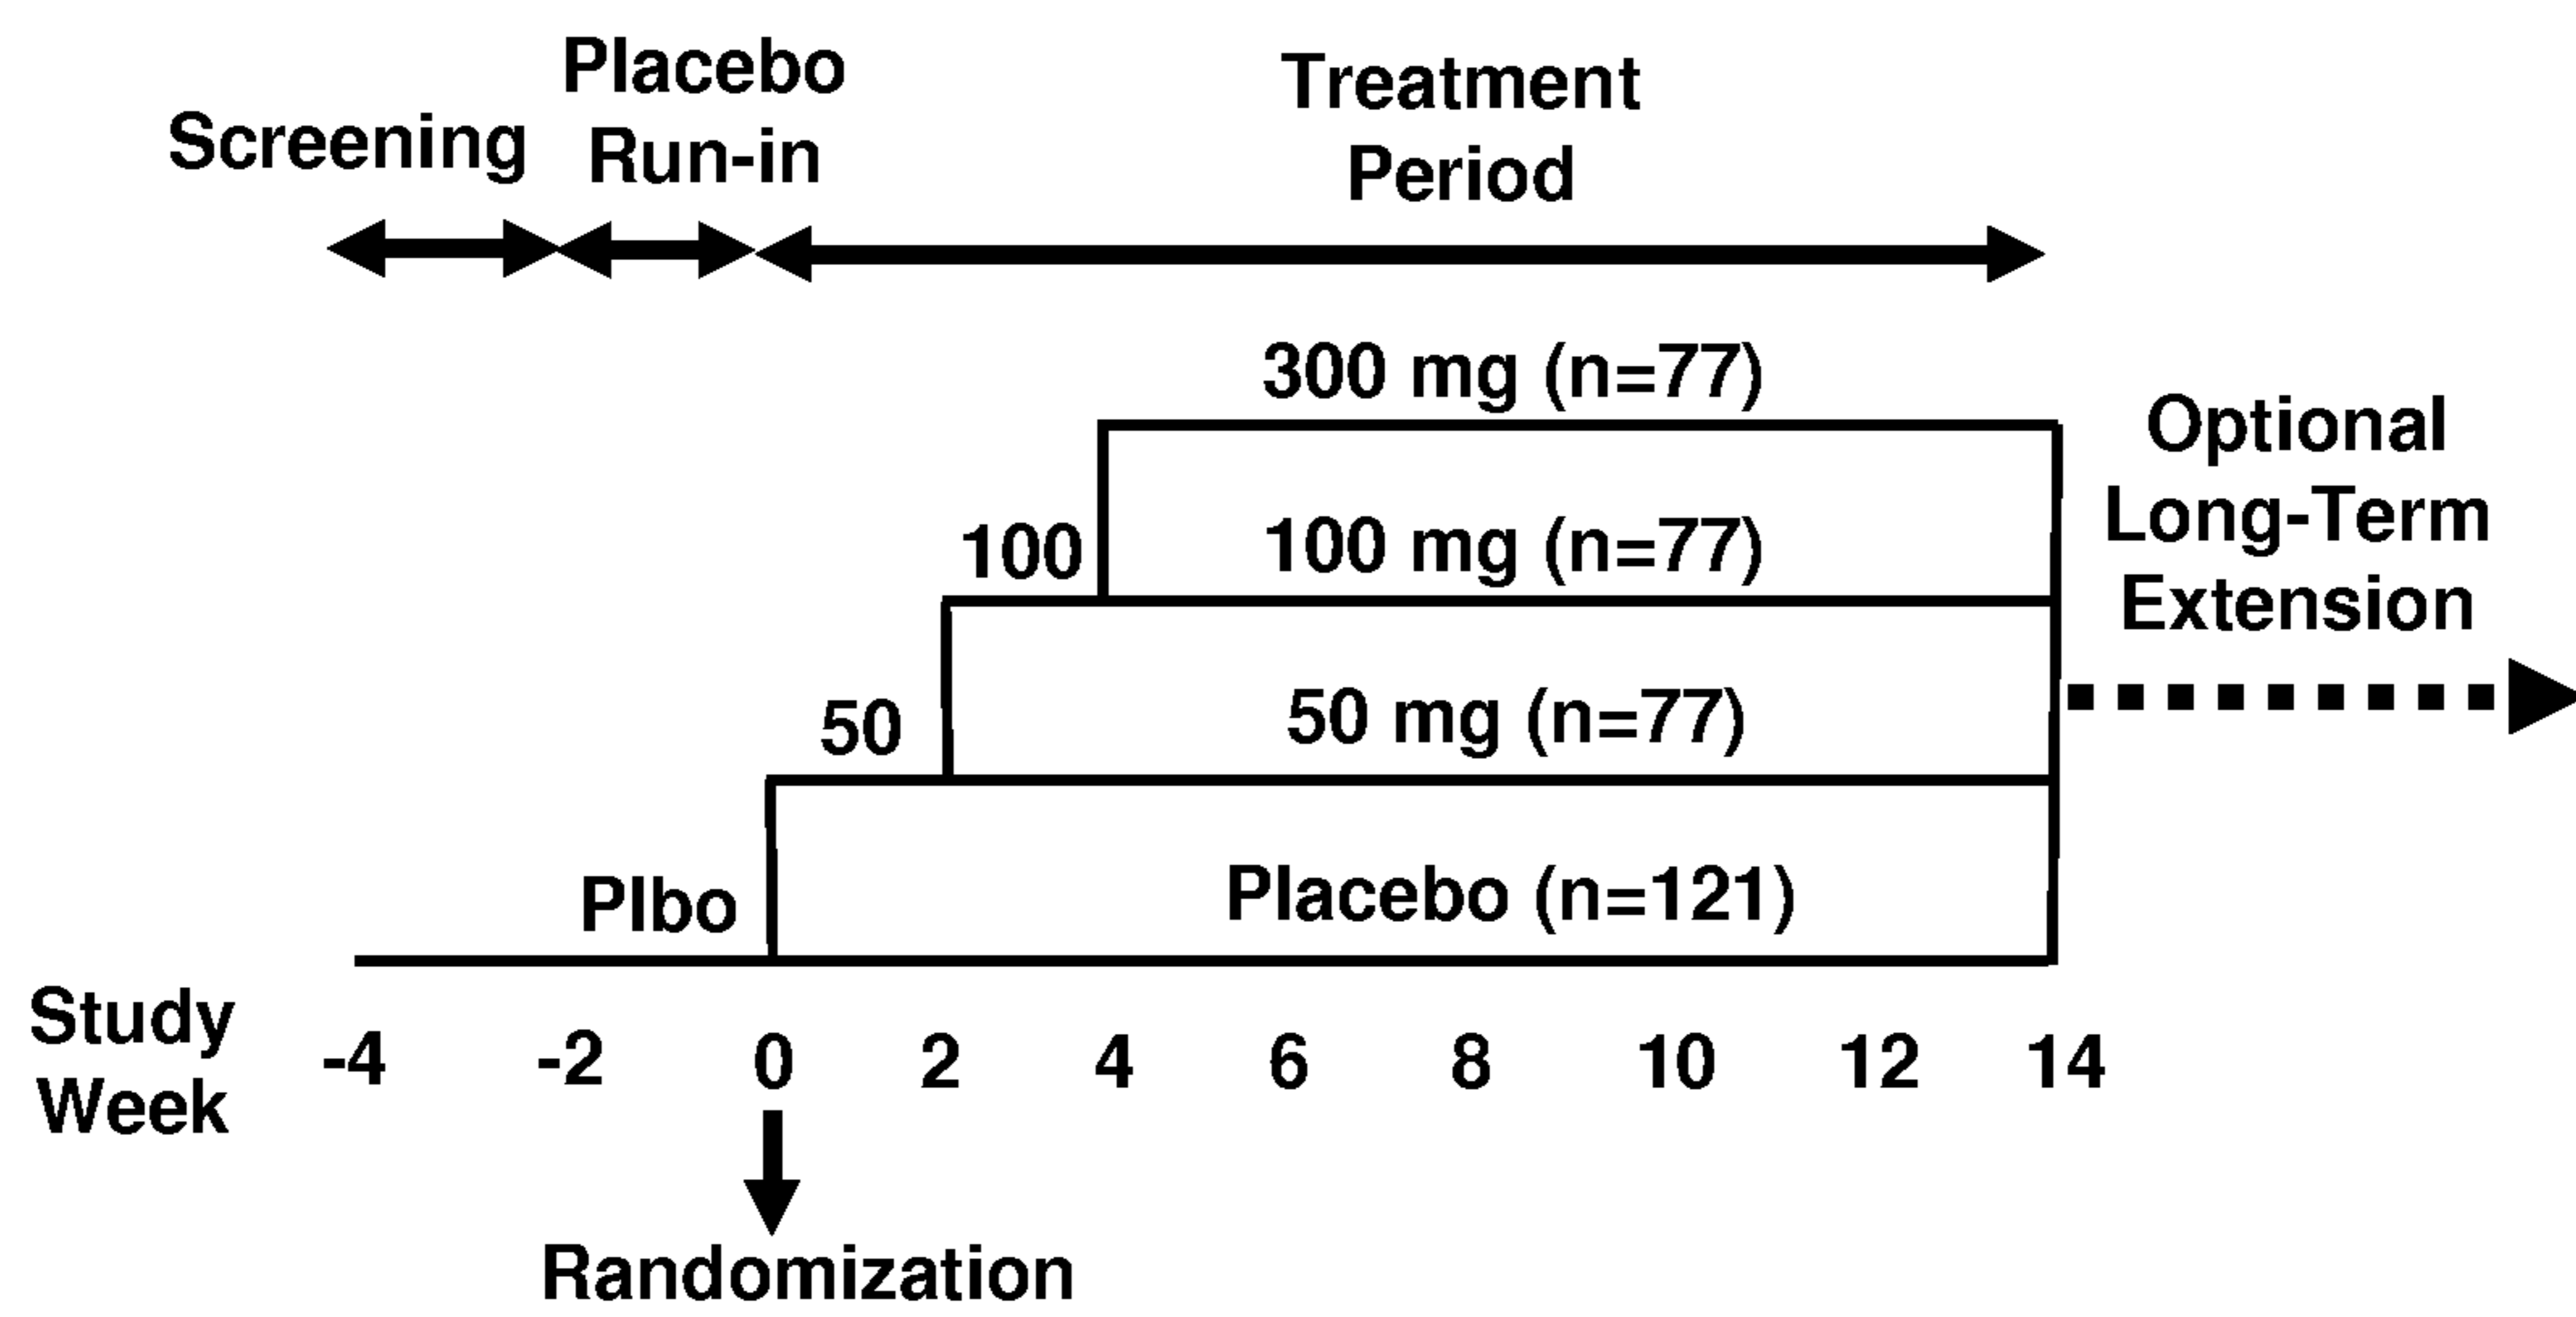 Screening
Placebo
Run-in
Treatment
Period
300 mg (n=77)
100
100 mg (n=77)
50
50 mg (n=77)
Plbo
Placebo (n=121)
Optional
Long-Term
Extension
Study
Week
-4 -2 0 2 4 6 8 10 12 14
Randomization